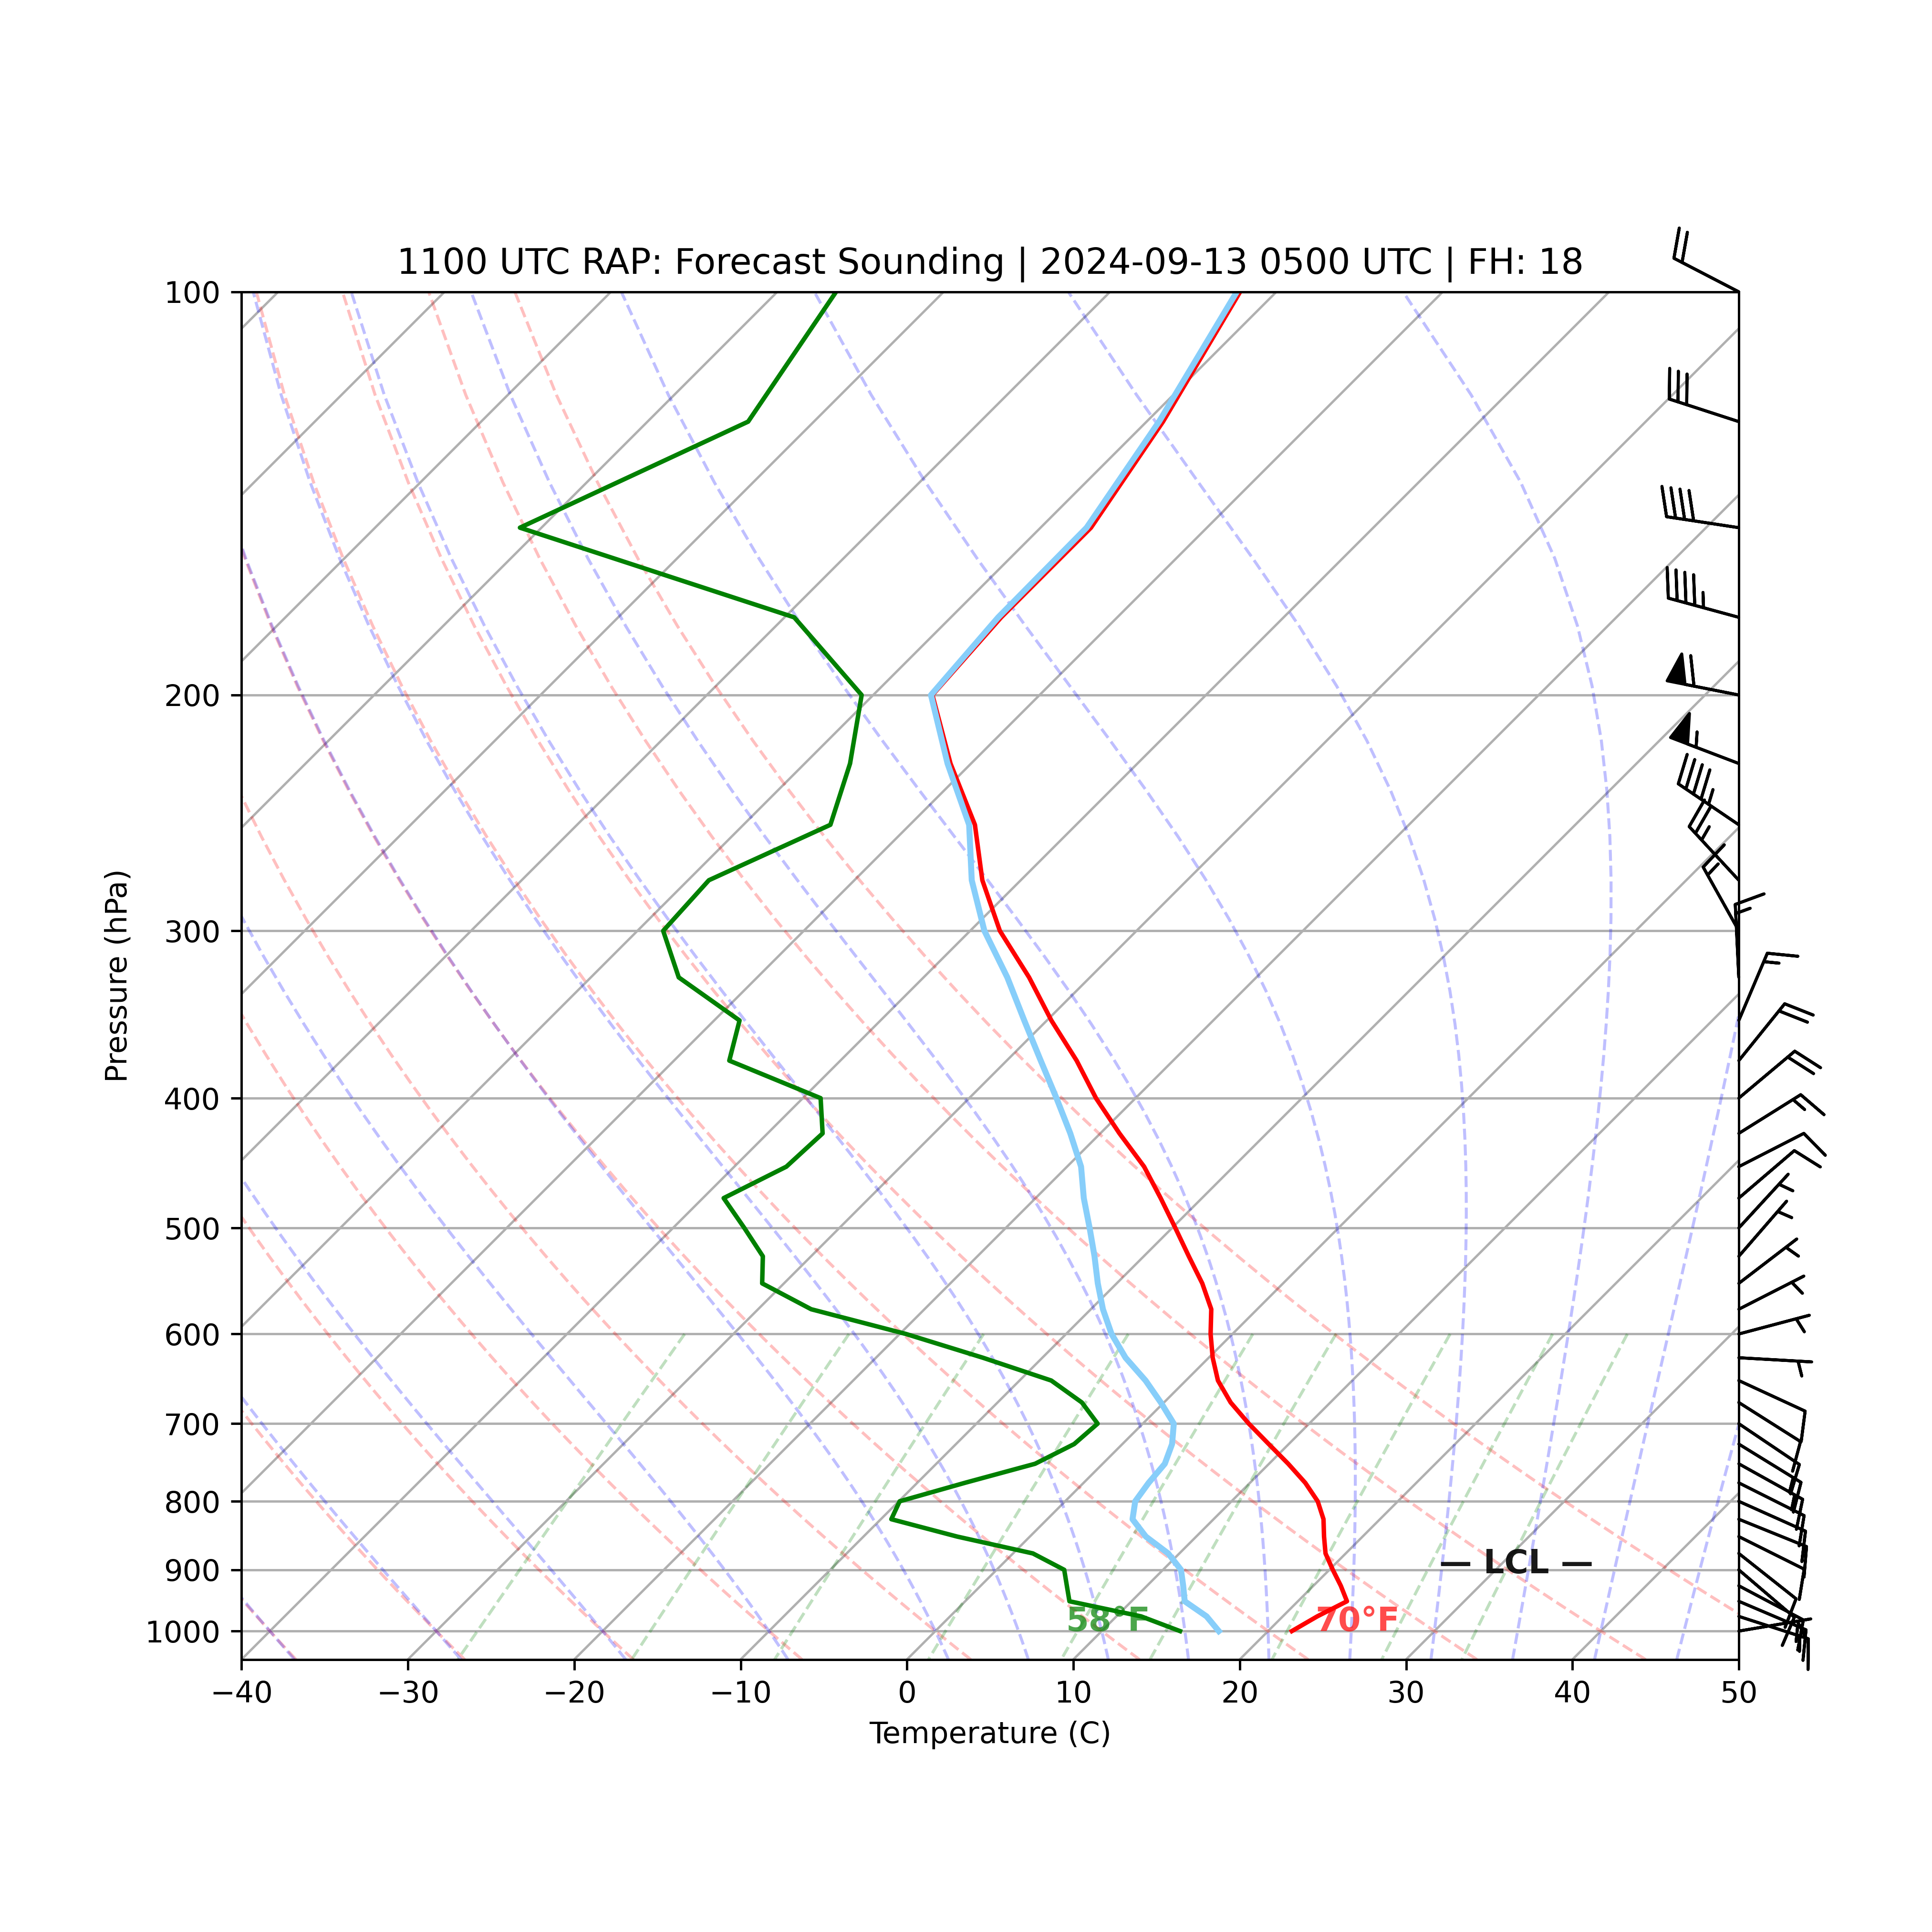 1100 UTC RAP: Forecast Sounding | 2024-09-13 0500 UTC | FH: 18
100
200
300
400
500
600
700
800
900
1000
Pressure (hPa)
— LCL —
58°F
70°F
−40 −30 −20 −10 0 10 20 30 40 50
Temperature (C)